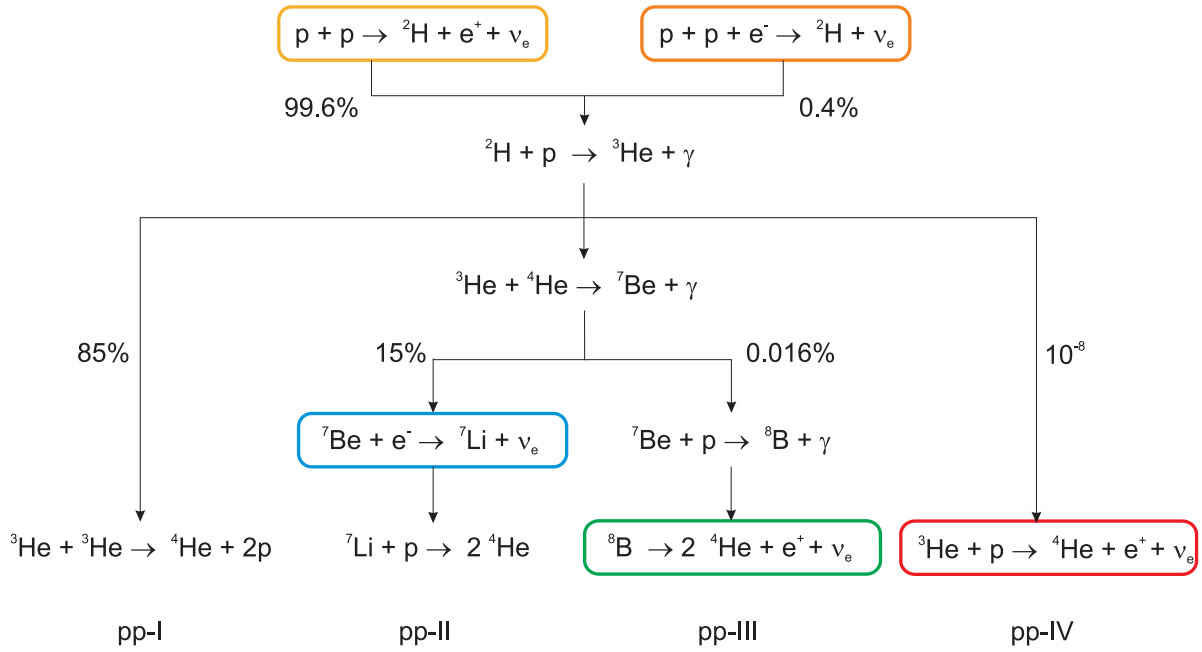 p + p → ²H + e⁺ + νₑ
p + p + e⁻ → ²H + νₑ
99.6%
0.4%
²H + p → ³He + γ
³He + ⁴He → ⁷Be + γ
85%
15%
0.016%
10⁻⁸
⁷Be + e⁻ → ⁷Li + νₑ
⁷Be + p → ⁸B + γ
³He + ³He → ⁴He + 2p
⁷Li + p → 2 ⁴He
⁸B → 2 ⁴He + e⁺ + νₑ
³He + p → ⁴He + e⁺ + νₑ
pp-I
pp-II
pp-III
pp-IV